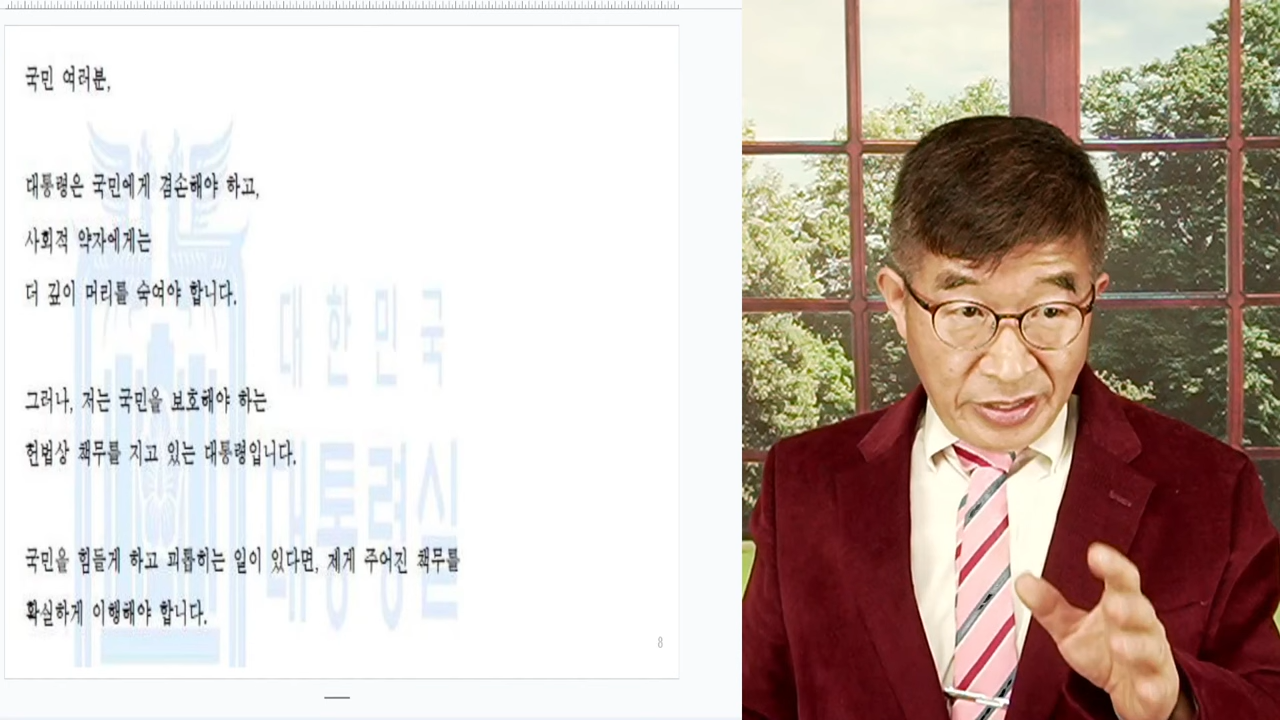 국민 여러분,
대통령은 국민에게 겸손해야 하고,
사회적 약자에게는
더 깊이 머리를 숙여야 합니다.
대한민국
그러나, 저는 국민을 보호해야 하는
헌법상 책무를 지고 있는 대통령입니다.
대통령실
국민을 힘들게 하고 괴롭히는 일이 있다면, 제게 주어진 책무를
확실하게 이행해야 합니다.
8